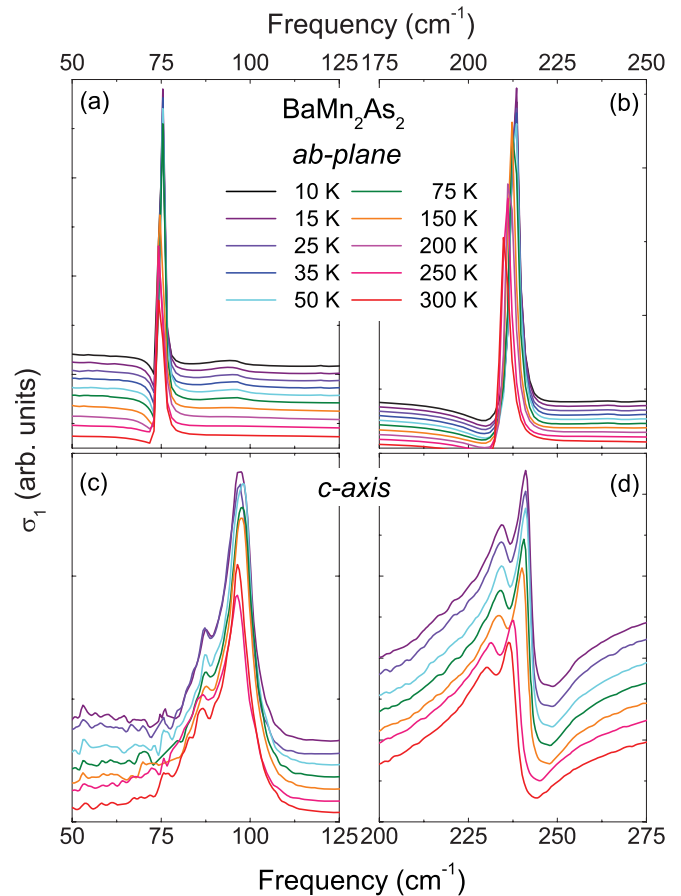 Frequency (cm⁻¹)
50 75 100 125 175 200 225 250
(a) (b)
BaMn₂As₂
ab-plane
10 K 75 K
15 K 150 K
25 K 200 K
35 K 250 K
50 K 300 K
σ₁ (arb. units)
(c) c-axis (d)
50 75 100 125 200 225 250 275
Frequency (cm⁻¹)